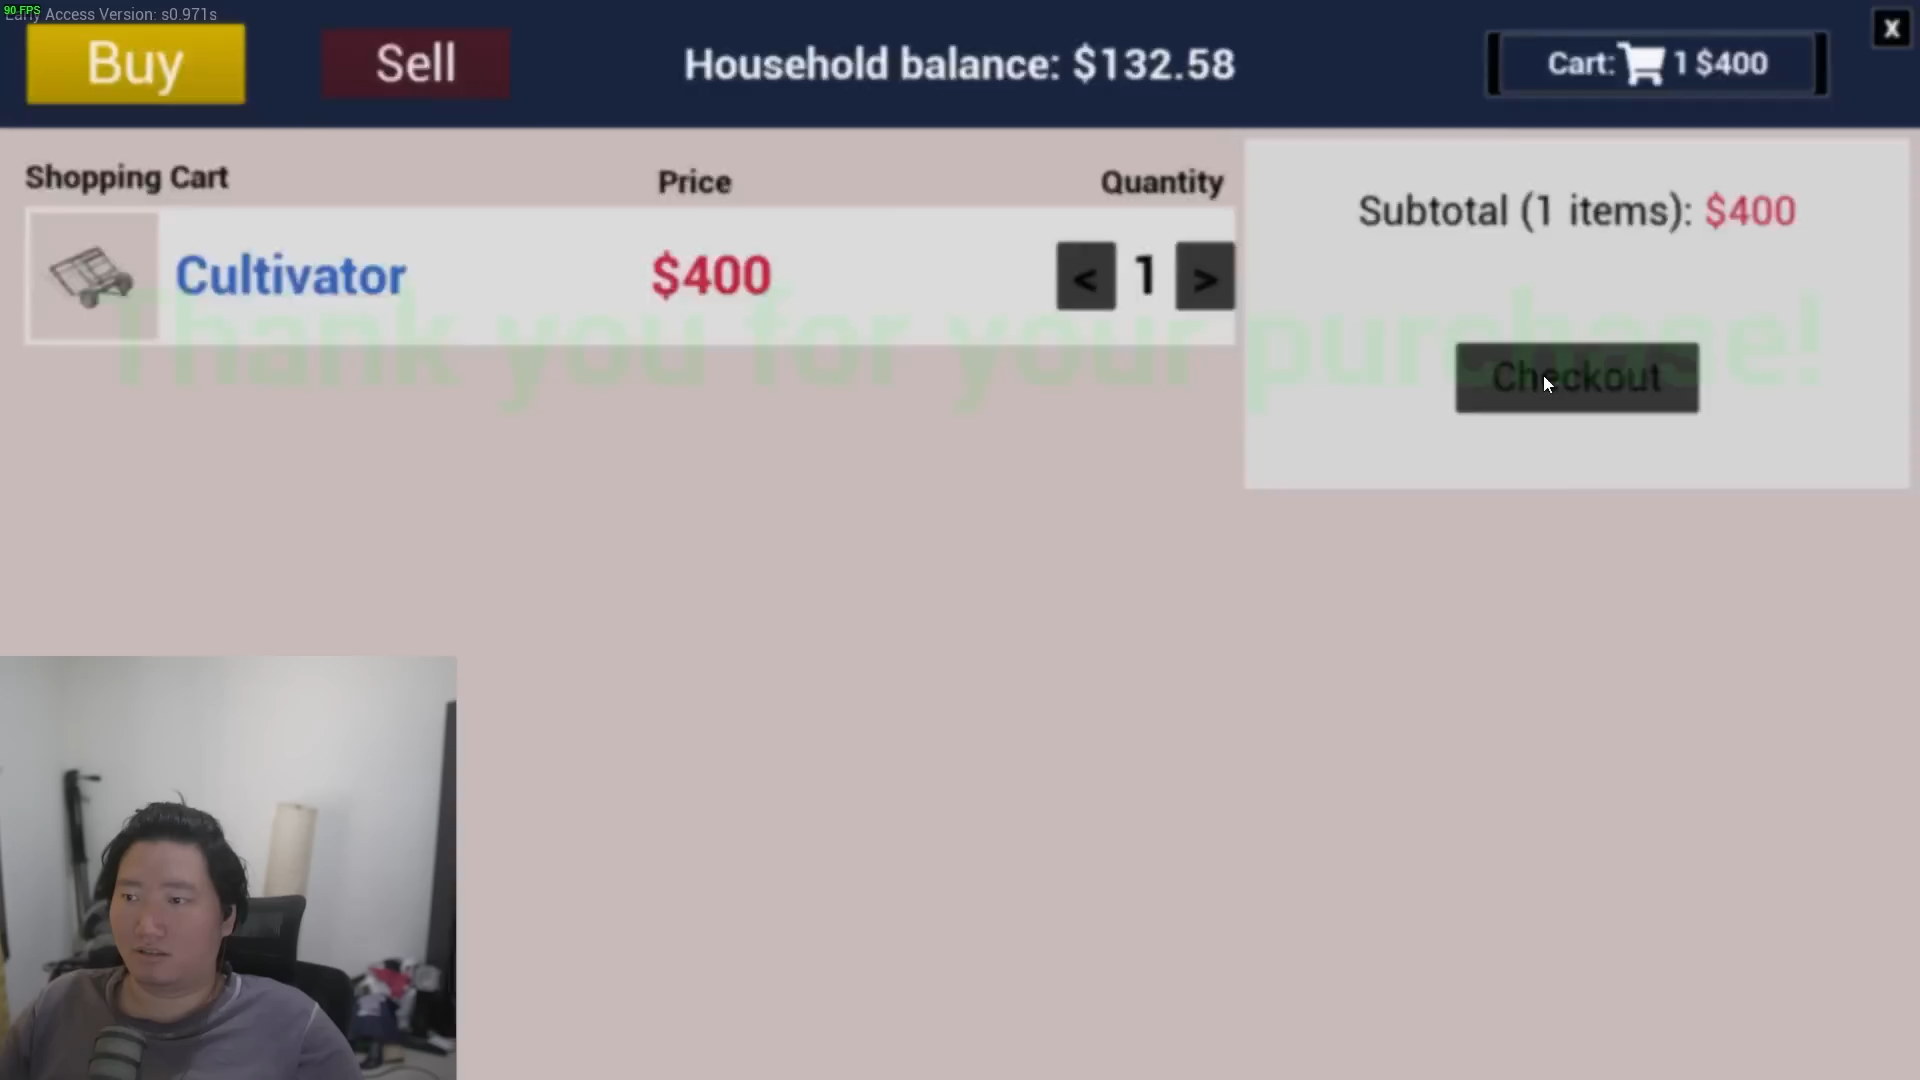 Early Access Version: s0.971s
90 FPS
Buy
Sell
Household balance: $132.58
Cart: 1 $400
X
Shopping Cart
Price
Quantity
Cultivator
$400
< 1 >
Subtotal (1 items): $400
Thank you for your purchase!
Checkout